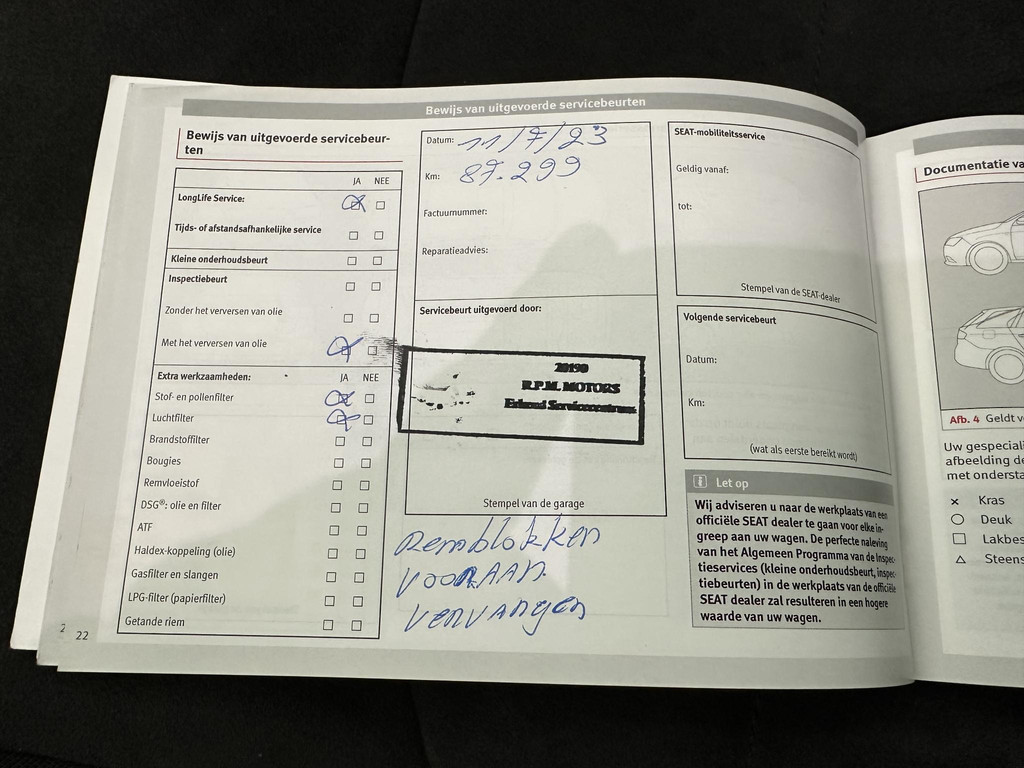 Bewijs van uitgevoerde servicebeurten
Bewijs van uitgevoerde servicebeur-
ten
JA NEE
LongLife Service:
Tijds- of afstandsafhankelijke service
Kleine onderhoudsbeurt
Inspectiebeurt
Zonder het verversen van olie
Met het verversen van olie
Extra werkzaamheden: JA NEE
Stof- en pollenfilter
Luchtfilter
Brandstoffilter
Bougies
Remvloeistof
DSG®: olie en filter
ATF
Haldex-koppeling (olie)
Gasfilter en slangen
LPG-filter (papierfilter)
Getande riem
22
Datum: 11/7/23
Km: 87.299
Factuurnummer:
Reparatieadvies:
Servicebeurt uitgevoerd door:
20190
R.P.M. MOTORS
Erkend Servicecentrum
Stempel van de garage
Remblokken
VOORAAN.
vervangen
SEAT-mobiliteitsservice
Geldig vanaf:
tot:
Stempel van de SEAT-dealer
Volgende servicebeurt
Datum:
Km:
(wat als eerste bereikt wordt)
Let op
Wij adviseren u naar de werkplaats van een
officiële SEAT dealer te gaan voor elke in-
greep aan uw wagen. De perfecte naleving
van het Algemeen Programma van de Inspec-
tieservices (kleine onderhoudsbeurt, inspec-
tiebeurten) in de werkplaats van de officiële
SEAT dealer zal resulteren in een hogere
waarde van uw wagen.
Documentatie va
Afb. 4 Geldt v
Uw gespeciali
afbeelding de
met ondersta
Kras
Deuk
Lakbes
Steens